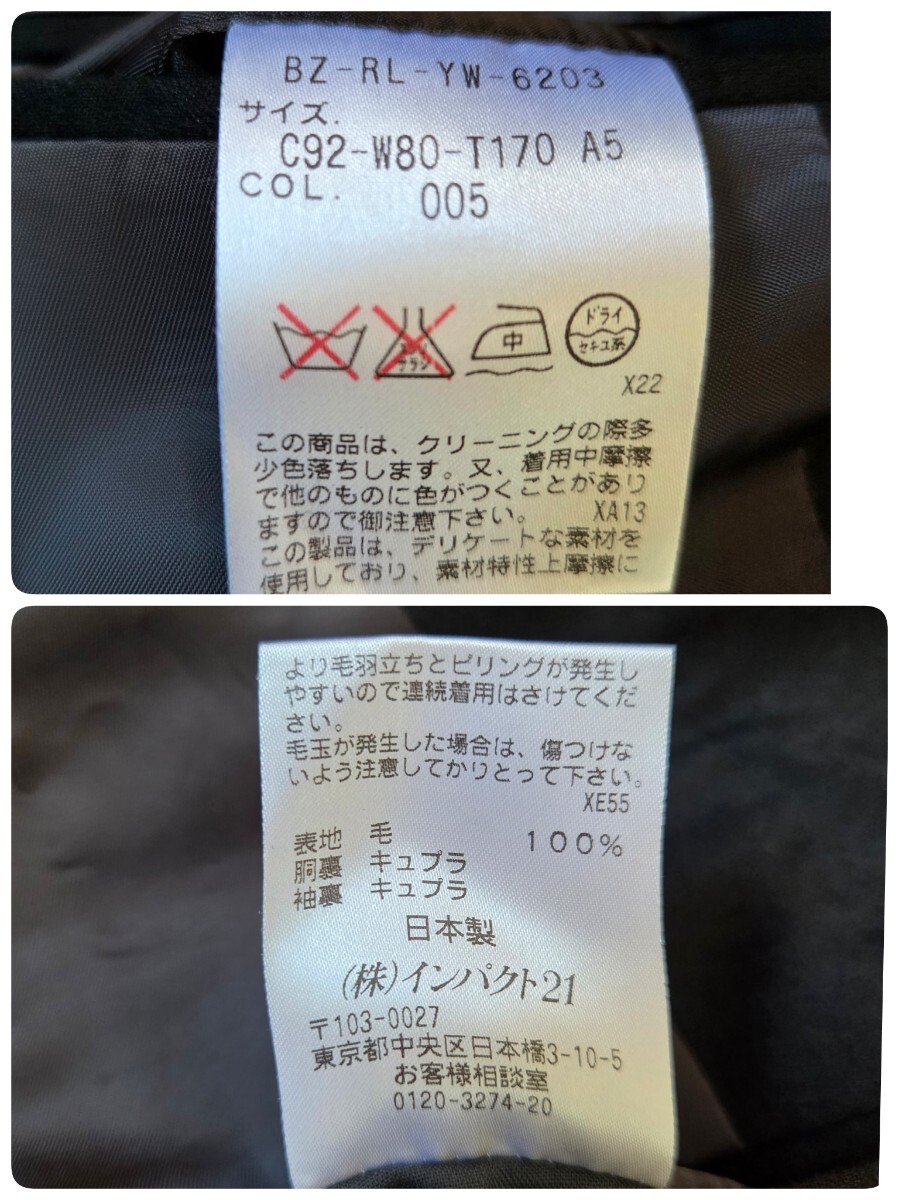 BZ-RL-YW-6203
サイズ.
C92-W80-T170 A5
COL. 005
中
ドライ
セキユ系
X22
この商品は、クリーニングの際多
少色落ちします。又、着用中摩擦
で他のものに色がつくことがあり
ますので御注意下さい。 XA13
この製品は、デリケートな素材を
使用しており、素材特性上摩擦に
より毛羽立ちとピリングが発生し
やすいので連続着用はさけてくだ
さい。
毛玉が発生した場合は、傷つけな
いよう注意してかりとって下さい。
XE55
表地 毛 100%
胴裏 キュプラ
袖裏 キュプラ
日本製
(株)インパクト21
〒103-0027
東京都中央区日本橋3-10-5
お客様相談室
0120-3274-20